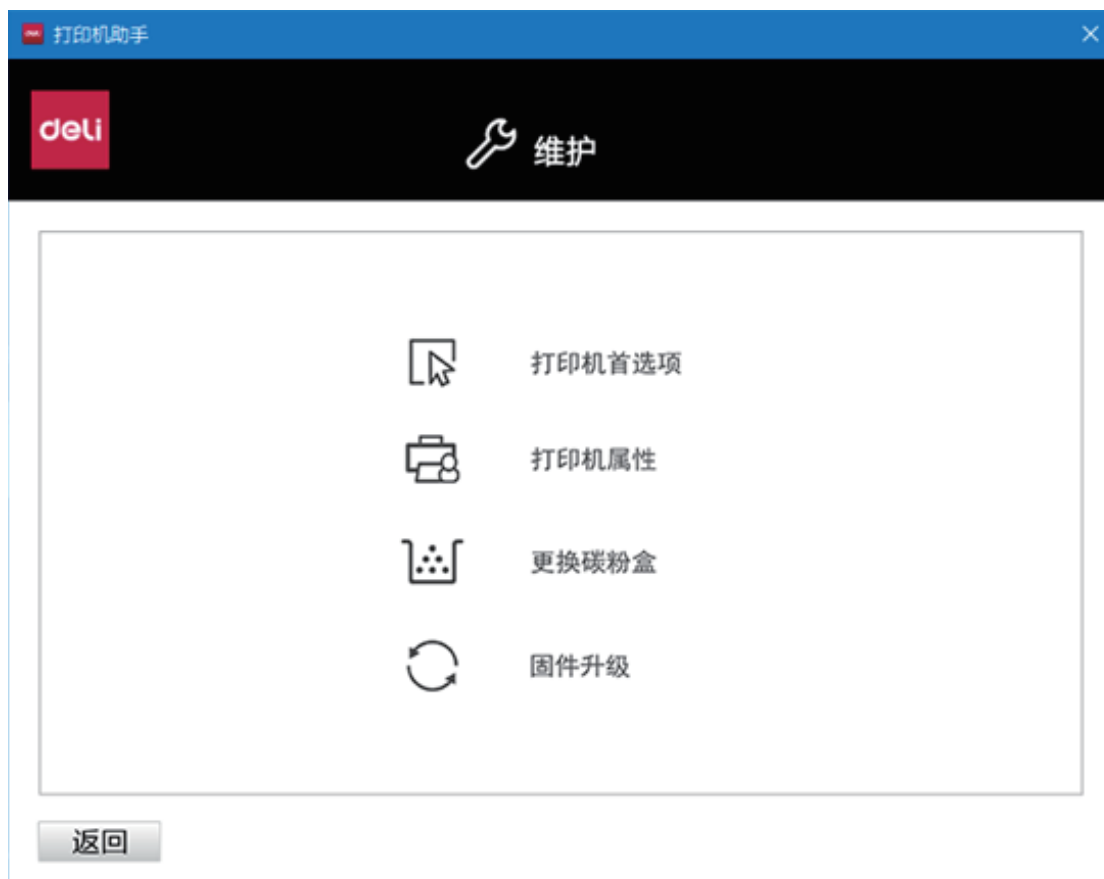 打印机助手
deli
维护
打印机首选项
打印机属性
更换碳粉盒
固件升级
返回